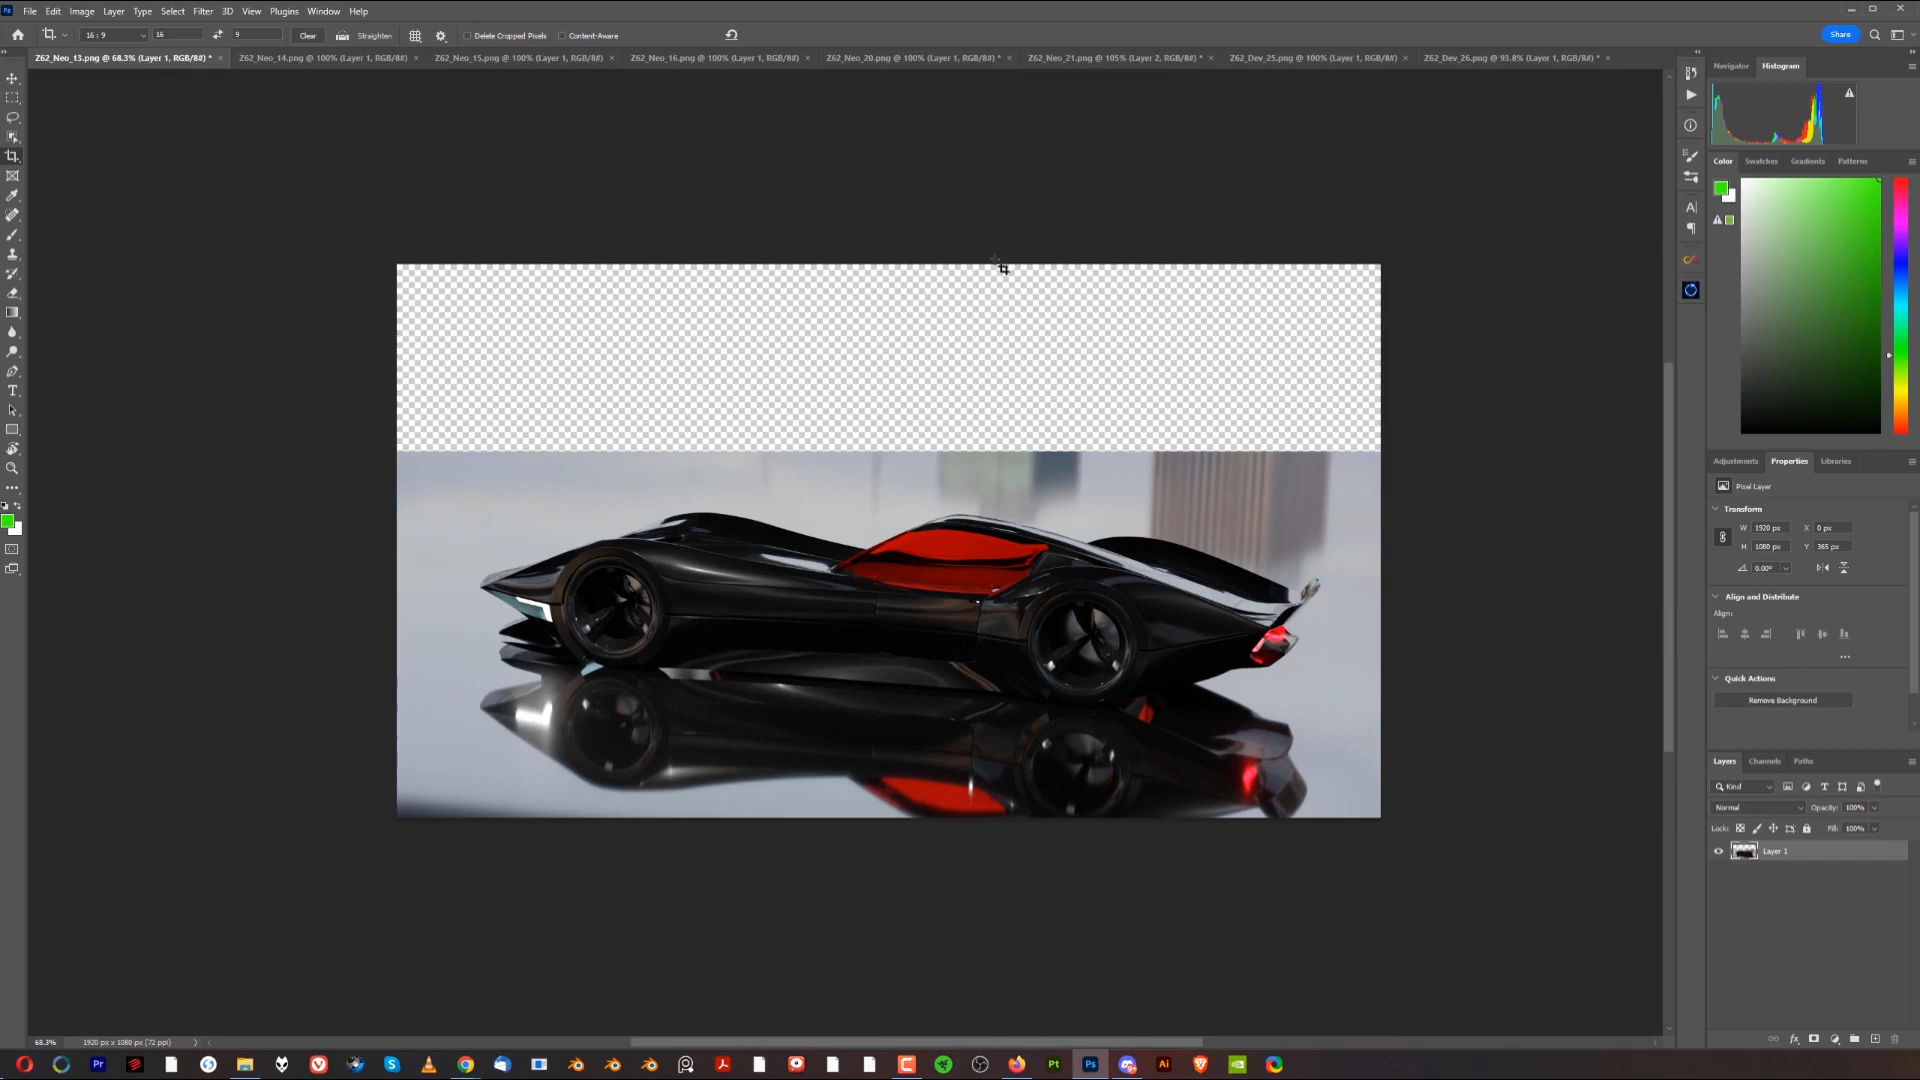 File Edit Image Layer Type Select Filter 3D View Plugins Window Help
16 : 9 16 9 Clear Straighten Delete Cropped Pixels Content-Aware Share
Z62_Neo_13.png @ 68.3% (Layer 1, RGB/8#) * Z62_Neo_14.png @ 100% (Layer 1, RGB/8#) Z62_Neo_15.png @ 100% (Layer 1, RGB/8#) Z62_Neo_16.png @ 100% (Layer 1, RGB/8#) Z62_Neo_20.png @ 100% (Layer 1, RGB/8#) * Z62_Neo_21.png @ 105% (Layer 2, RGB/8#) * Z62_Dev_25.png @ 100% (Layer 1, RGB/8#) Z62_Dev_26.png @ 93.8% (Layer 1, RGB/8#) *
Navigator Histogram
Color Swatches Gradients Patterns
Adjustments Properties Libraries
Pixel Layer
Transform
W 1920 px X 0 px
H 1080 px Y 365 px
0.00°
Align and Distribute
Align:
Quick Actions
Remove Background
Layers Channels Paths
Kind
Normal Opacity: 100%
Lock: Fill: 100%
Layer 1
68.3% 1920 px x 1080 px (72 ppi)
Pr
Pt Ps Ai